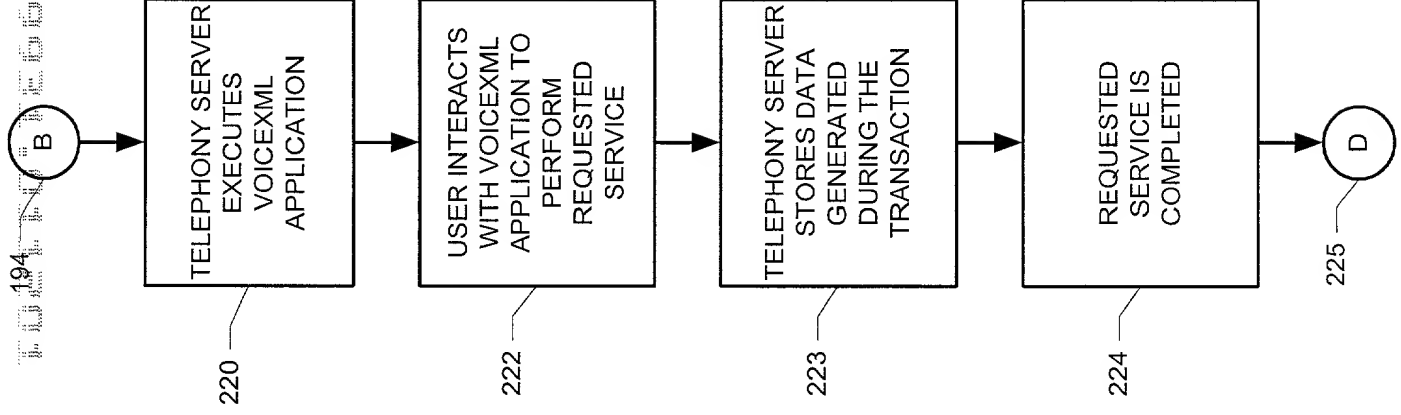 194
B
TELEPHONY SERVER
EXECUTES
VOICEXML
APPLICATION
220
USER INTERACTS
WITH VOICEXML
APPLICATION TO
PERFORM
REQUESTED
SERVICE
222
TELEPHONY SERVER
STORES DATA
GENERATED
DURING THE
TRANSACTION
223
REQUESTED
SERVICE IS
COMPLETED
224
D
225